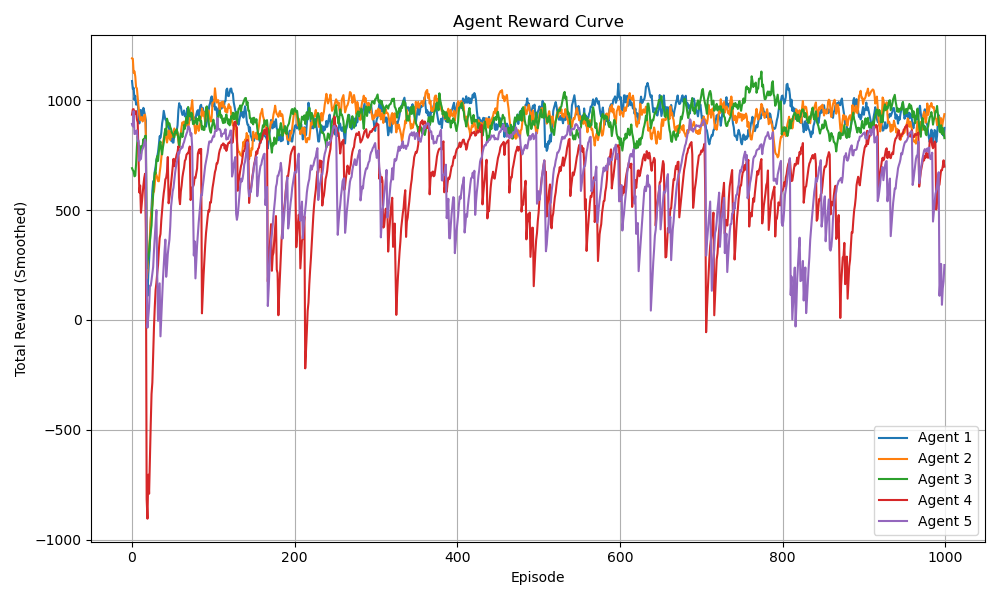 Agent Reward Curve
Total Reward (Smoothed)
1000
500
0
−500
−1000
0 200 400 600 800 1000
Episode
Agent 1
Agent 2
Agent 3
Agent 4
Agent 5